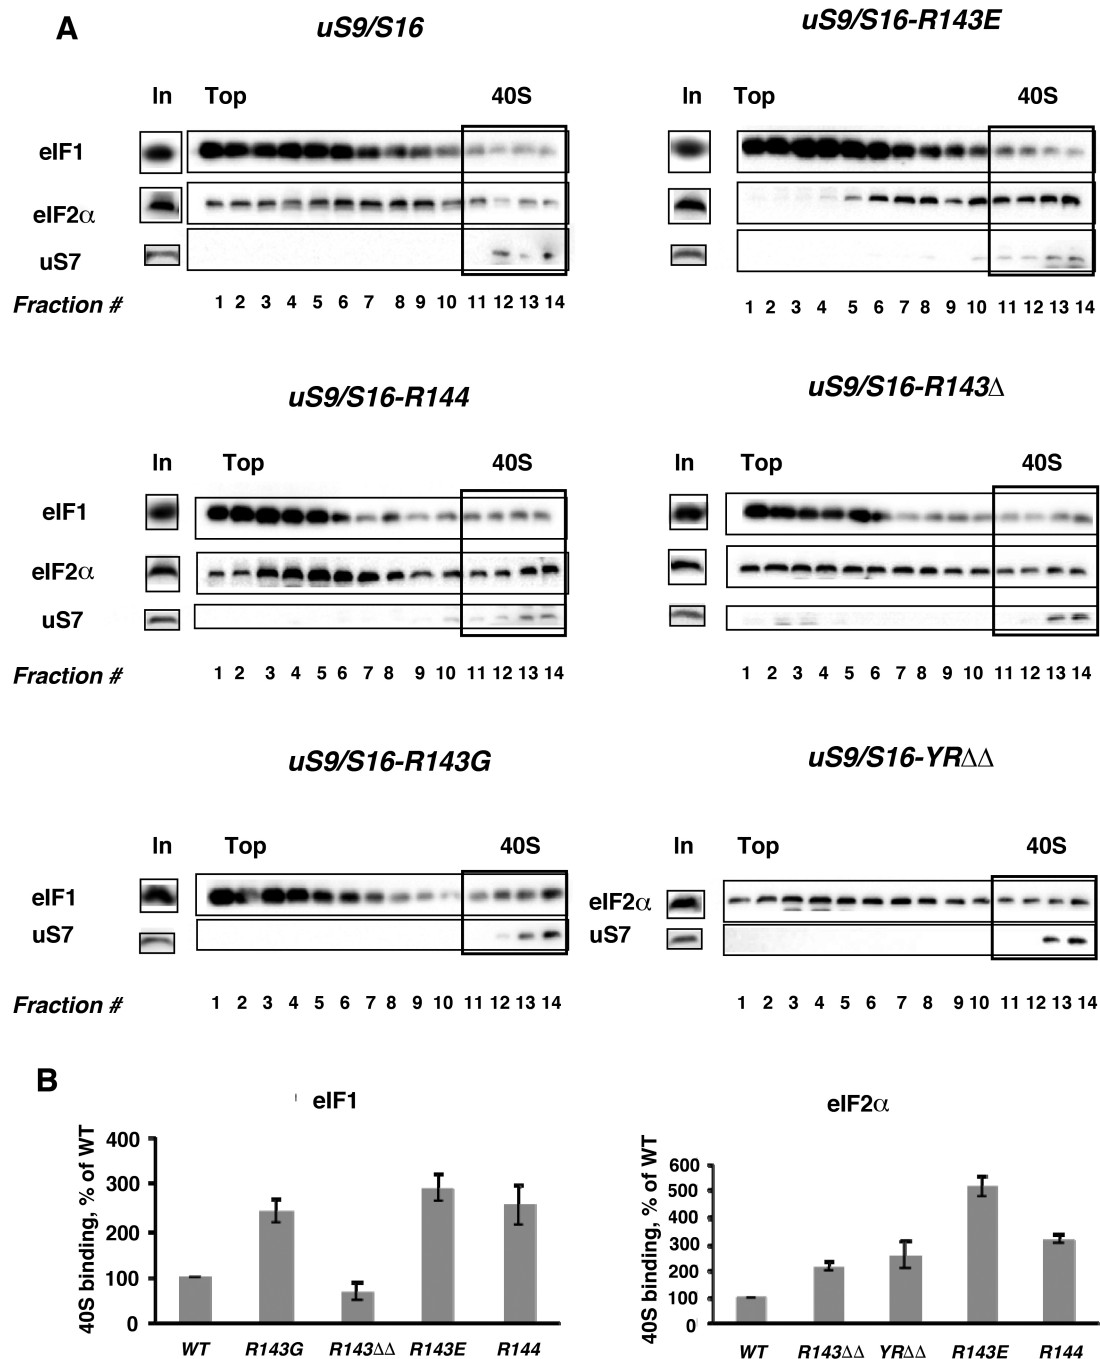 A
uS9/S16
uS9/S16-R143E
In Top 40S
In Top 40S
eIF1
eIF2α
uS7
Fraction # 1 2 3 4 5 6 7 8 9 10 11 12 13 14
1 2 3 4 5 6 7 8 9 10 11 12 13 14
uS9/S16-R144
uS9/S16-R143Δ
In Top 40S
In Top 40S
eIF1
eIF2α
uS7
Fraction # 1 2 3 4 5 6 7 8 9 10 11 12 13 14
1 2 3 4 5 6 7 8 9 10 11 12 13 14
uS9/S16-R143G
uS9/S16-YRΔΔ
In Top 40S
In Top 40S
eIF1
uS7
eIF2α
uS7
Fraction # 1 2 3 4 5 6 7 8 9 10 11 12 13 14
1 2 3 4 5 6 7 8 9 10 11 12 13 14
B
eIF1
40S binding, % of WT
400
300
200
100
0
WT R143G R143ΔΔ R143E R144
eIF2α
40S binding, % of WT
600
500
400
300
200
100
0
WT R143ΔΔ YRΔΔ R143E R144